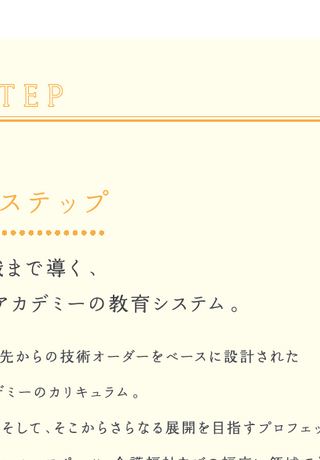 TEP
ステップ
まで導く、
アカデミーの教育システム。
先からの技術オーダーをベースに設計された
デミーのカリキュラム。
そして、そこからさらなる展開を目指すプロフェッ